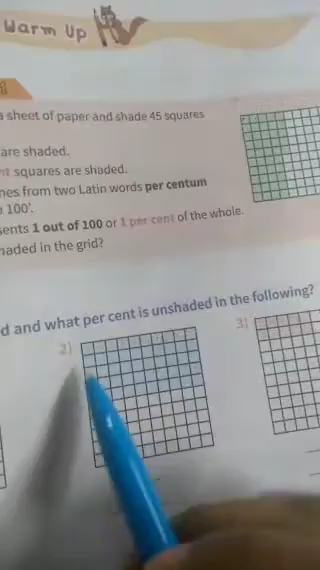 Warm Up
a sheet of paper and shade 45 squares
are shaded.
nt squares are shaded.
nes from two Latin words per centum
100'.
sents 1 out of 100 or 1 per cent of the whole.
haded in the grid?
d and what per cent is unshaded in the following?
2)
3)